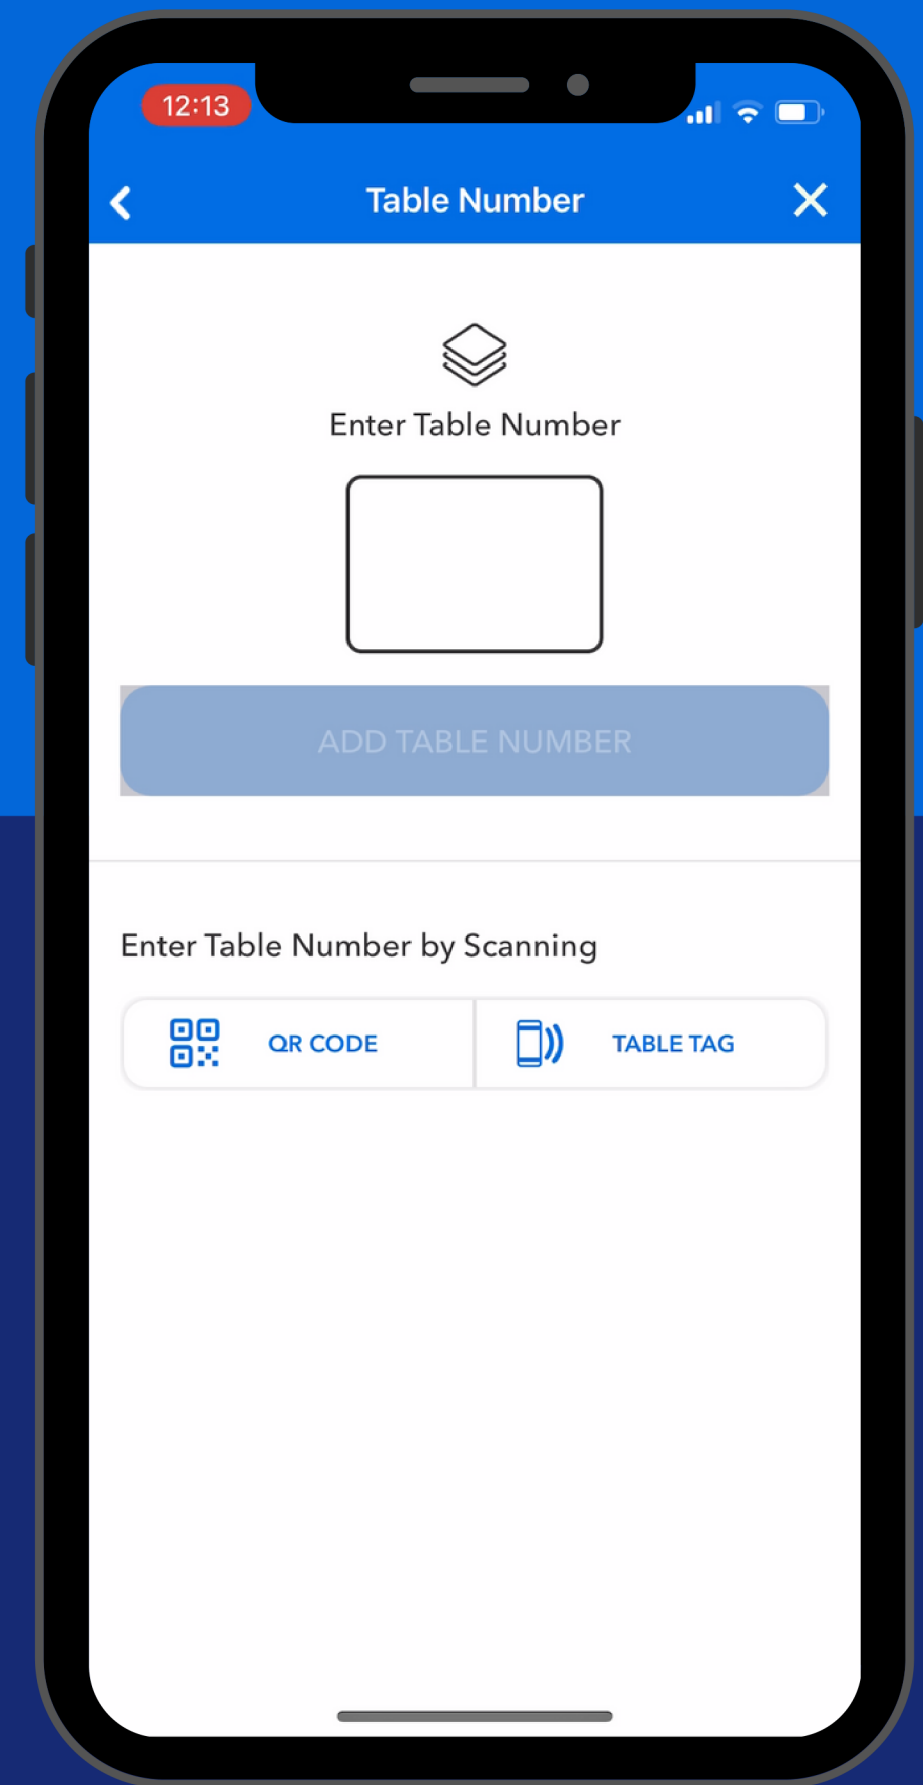 12:13
Table Number
Enter Table Number
ADD TABLE NUMBER
Enter Table Number by Scanning
QR CODE
TABLE TAG